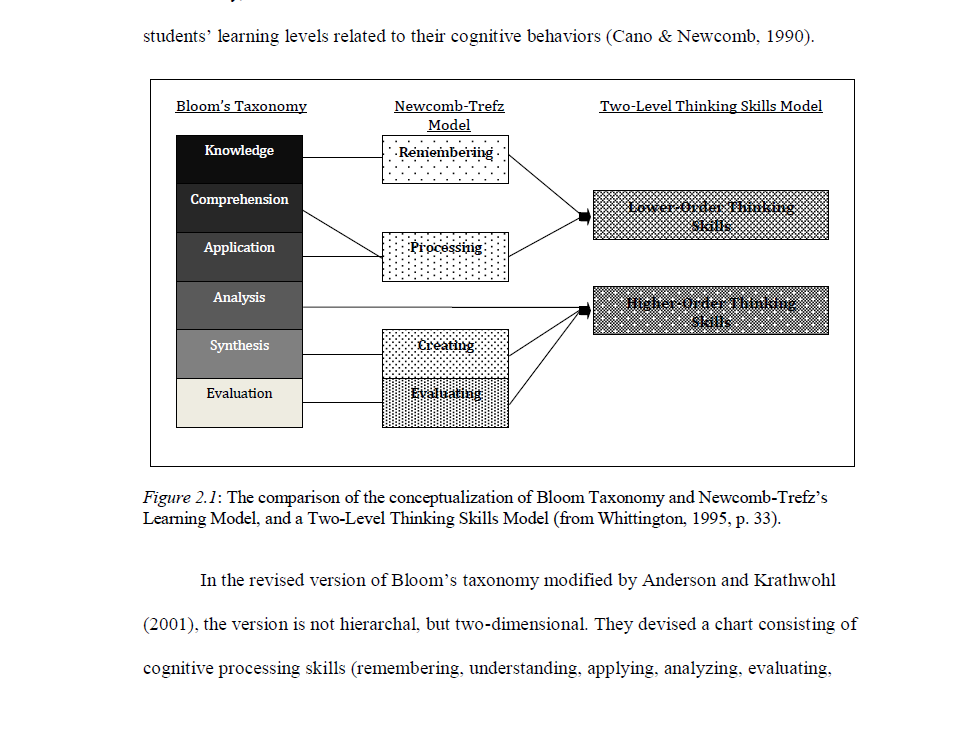 students’ learning levels related to their cognitive behaviors (Cano & Newcomb, 1990).
Bloom’s Taxonomy
Newcomb-Trefz
Model
Two-Level Thinking Skills Model
Knowledge
Remembering
Comprehension
Lower-Order Thinking
Skills
Application
Processing
Analysis
Higher-Order Thinking
Skills
Synthesis
Creating
Evaluation
Evaluating
Figure 2.1: The comparison of the conceptualization of Bloom Taxonomy and Newcomb-Trefz’s
Learning Model, and a Two-Level Thinking Skills Model (from Whittington, 1995, p. 33).
In the revised version of Bloom’s taxonomy modified by Anderson and Krathwohl
(2001), the version is not hierarchal, but two-dimensional. They devised a chart consisting of
cognitive processing skills (remembering, understanding, applying, analyzing, evaluating,